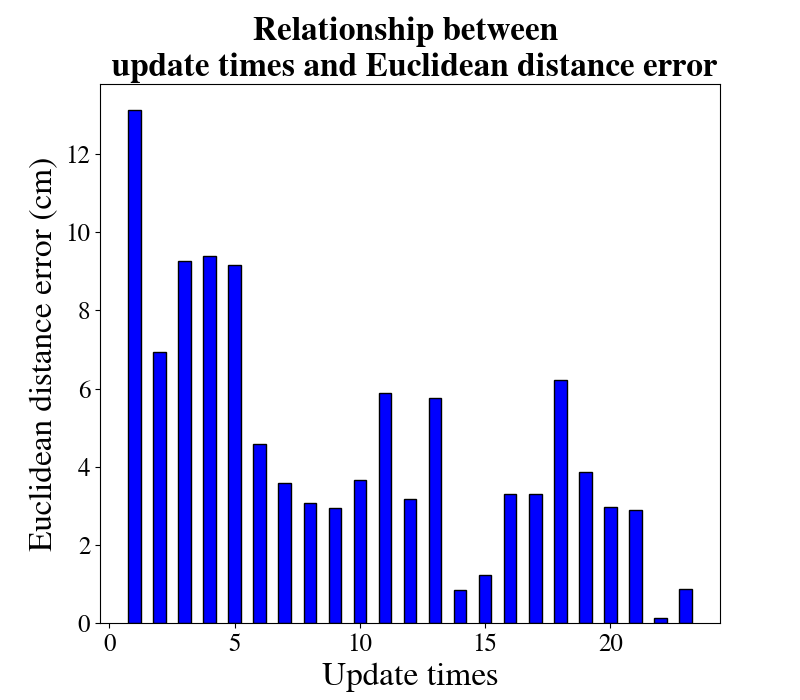 Relationship between
update times and Euclidean distance error
Euclidean distance error (cm)
12
10
8
6
4
2
0
0 5 10 15 20
Update times